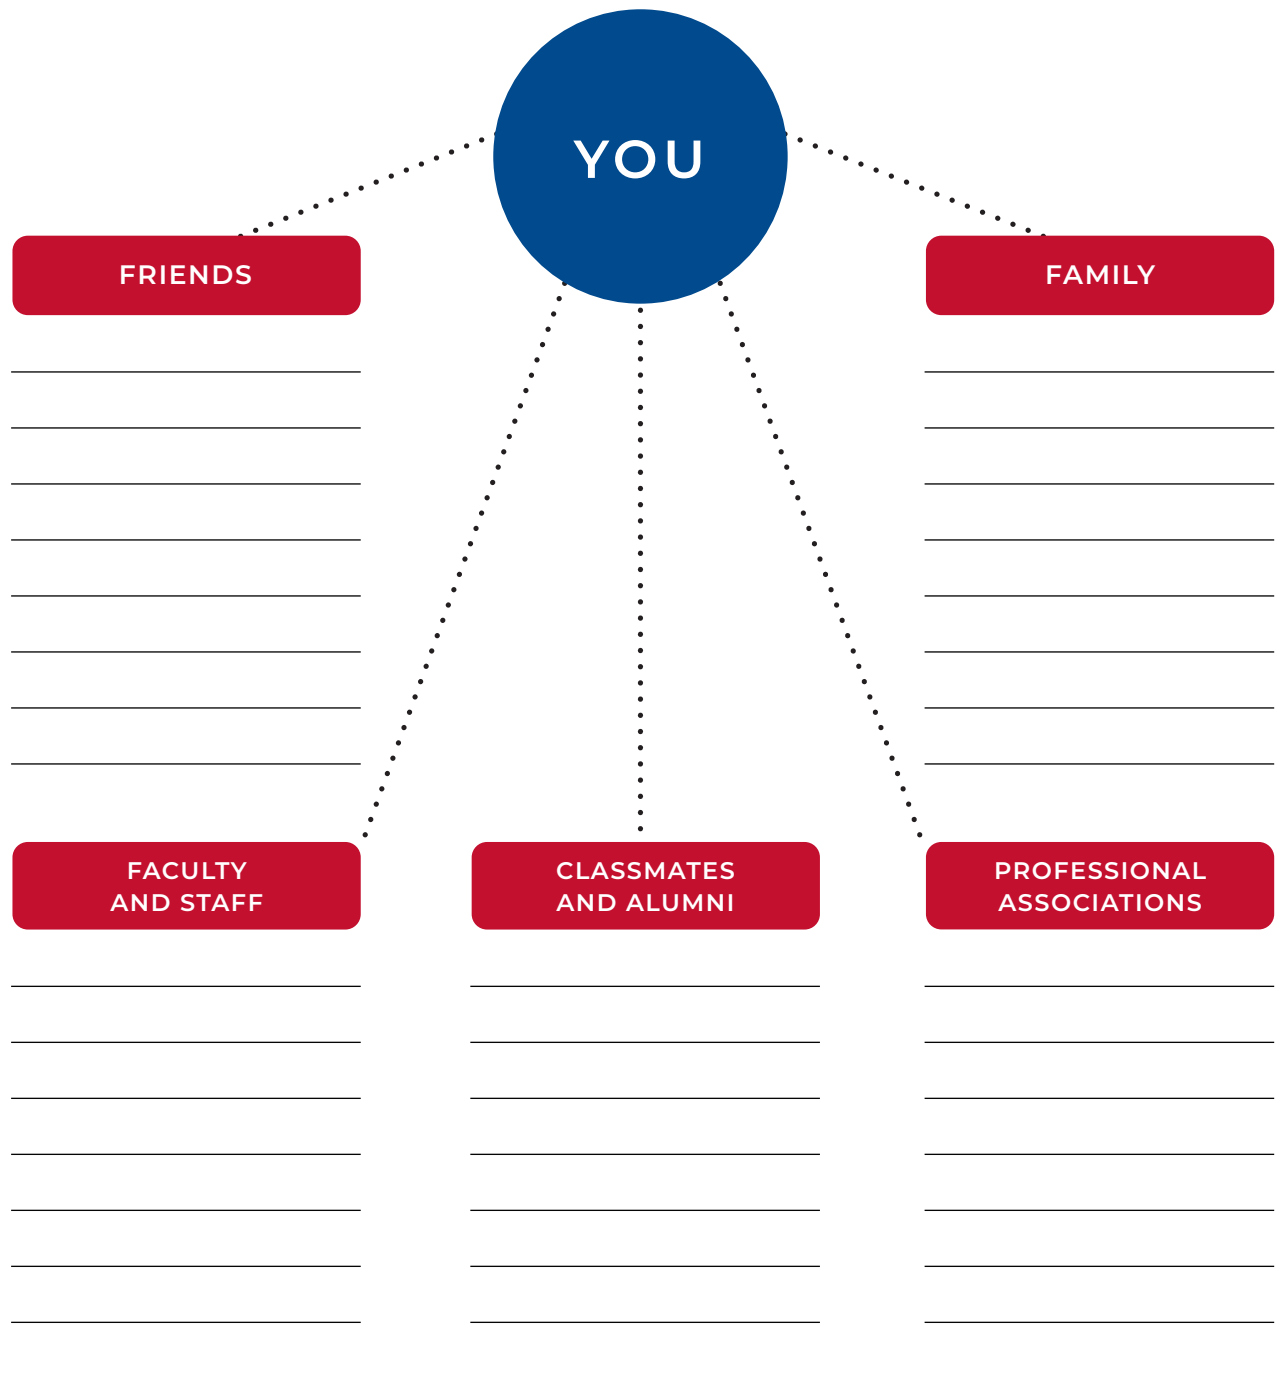 YOU
FRIENDS
FAMILY
FACULTY
AND STAFF
CLASSMATES
AND ALUMNI
PROFESSIONAL
ASSOCIATIONS